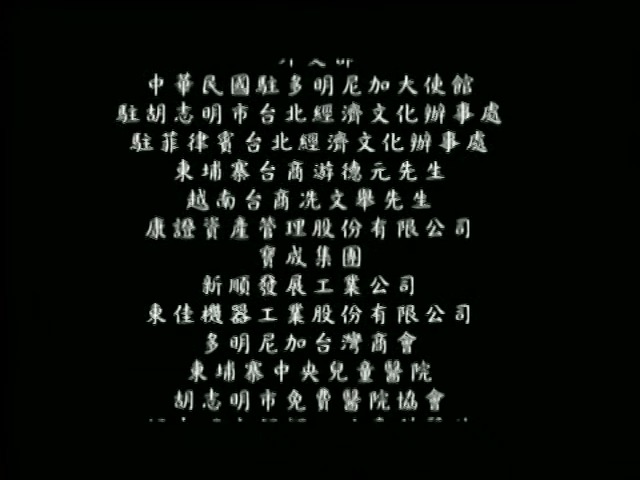 外交部
中華民國駐多明尼加大使館
駐胡志明市台北經濟文化辦事處
駐菲律賓台北經濟文化辦事處
柬埔寨台商游德元先生
越南台商冼文舉先生
康證資產管理股份有限公司
寶成集團
新順發展工業公司
東佳機器工業股份有限公司
多明尼加台灣商會
柬埔寨中央兒童醫院
胡志明市免費醫院協會